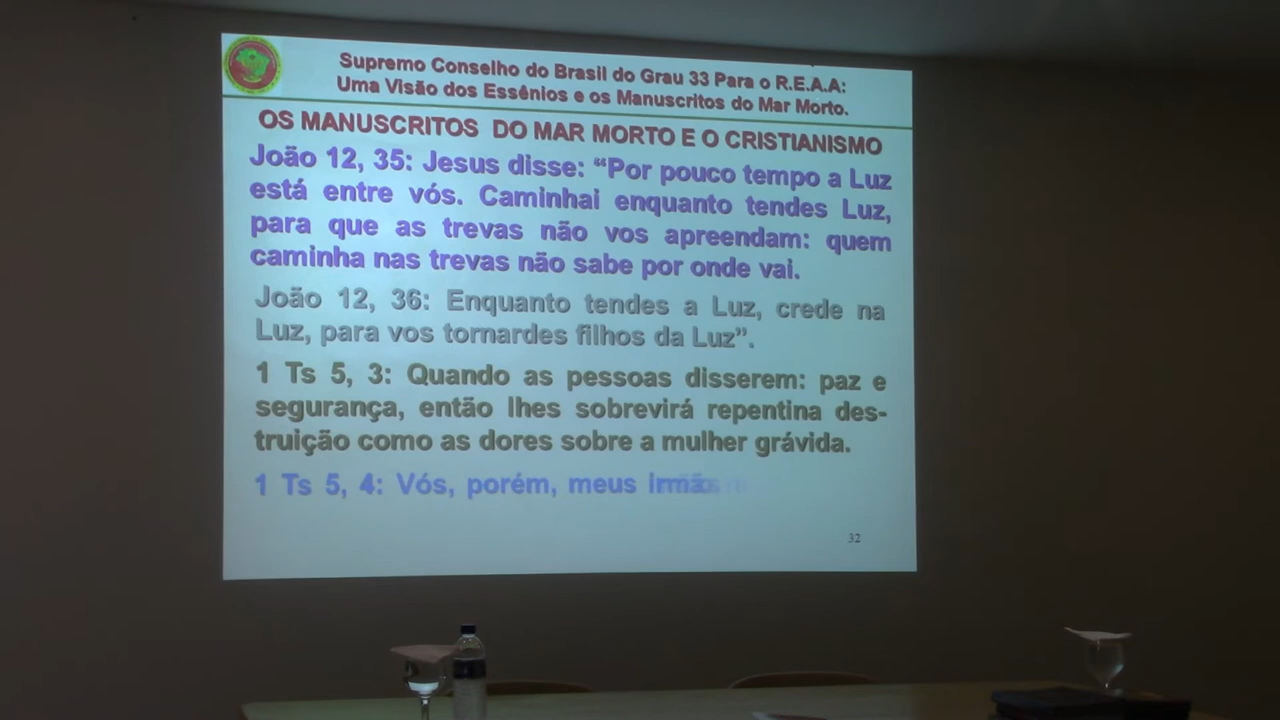 Supremo Conselho do Brasil do Grau 33 Para o R.E.A.A:
Uma Visão dos Essênios e os Manuscritos do Mar Morto.
OS MANUSCRITOS DO MAR MORTO E O CRISTIANISMO
João 12, 35: Jesus disse: “Por pouco tempo a Luz
está entre vós. Caminhai enquanto tendes Luz,
para que as trevas não vos apreendam: quem
caminha nas trevas não sabe por onde vai.
João 12, 36: Enquanto tendes a Luz, crede na
Luz, para vos tornardes filhos da Luz”.
1 Ts 5, 3: Quando as pessoas disserem: paz e
segurança, então lhes sobrevirá repentina des-
truição como as dores sobre a mulher grávida.
1 Ts 5, 4: Vós, porém, meus irmãos
32